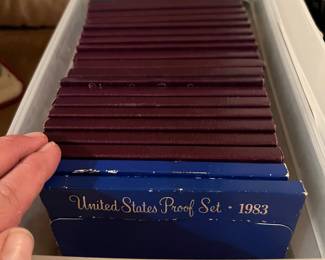 United States Proof Set · 1983